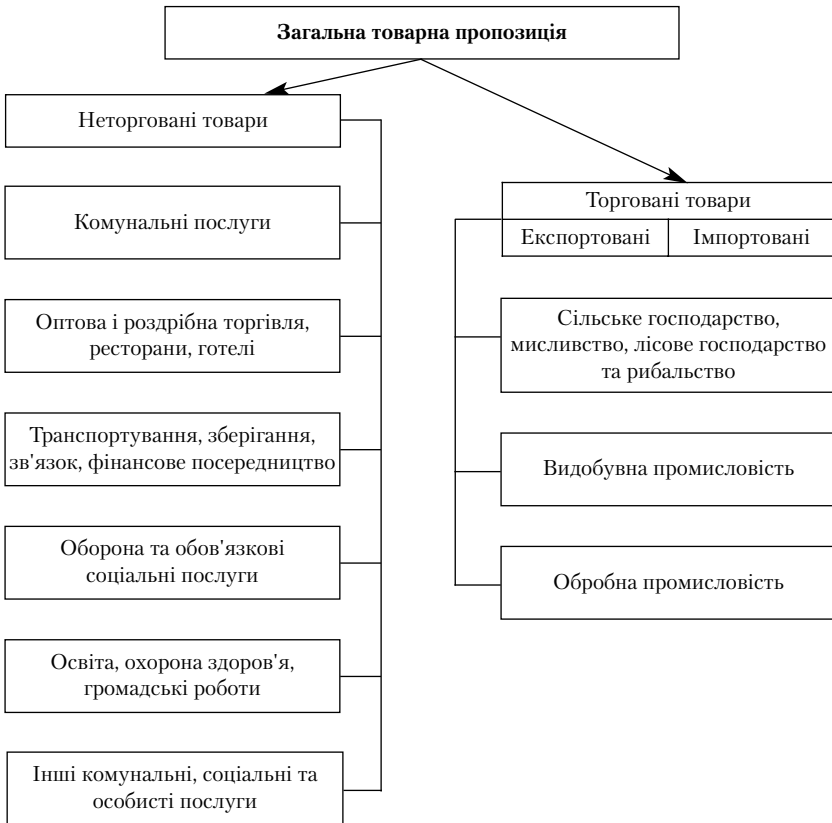 Загальна товарна пропозиція
Неторговані товари
Комунальні послуги
Оптова і роздрібна торгівля,
ресторани, готелі
Транспортування, зберігання,
зв'язок, фінансове посередництво
Оборона та обов'язкові
соціальні послуги
Освіта, охорона здоров'я,
громадські роботи
Інші комунальні, соціальні та
особисті послуги
Торговані товари
Експортовані Імпортовані
Сільське господарство,
мисливство, лісове господарство
та рибальство
Видобувна промисловість
Обробна промисловість